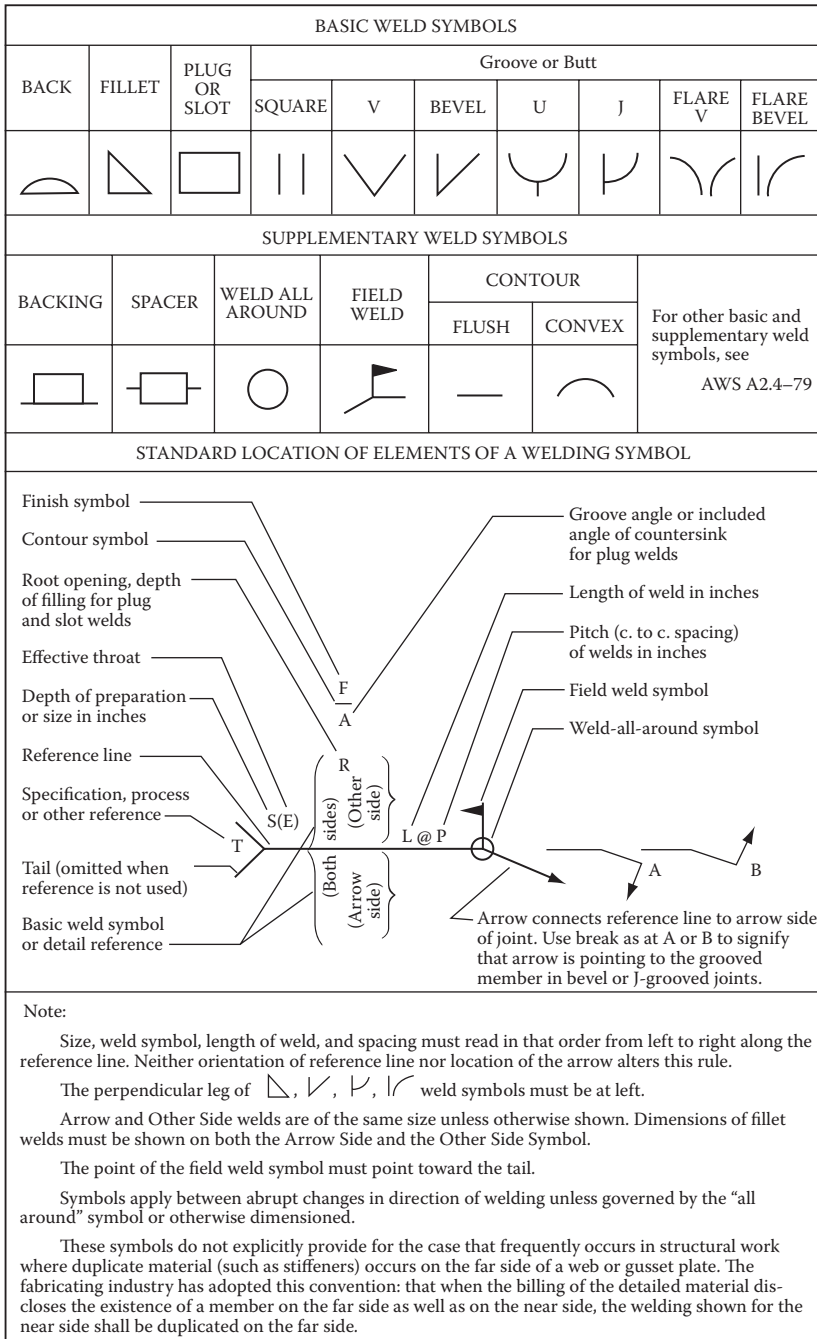 BASIC WELD SYMBOLS
BACK
FILLET
PLUG
OR
SLOT
Groove or Butt
SQUARE
V
BEVEL
U
J
FLARE
V
FLARE
BEVEL
SUPPLEMENTARY WELD SYMBOLS
BACKING
SPACER
WELD ALL
AROUND
FIELD
WELD
CONTOUR
FLUSH
CONVEX
For other basic and
supplementary weld
symbols, see
AWS A2.4–79
STANDARD LOCATION OF ELEMENTS OF A WELDING SYMBOL
Finish symbol
Contour symbol
Root opening, depth
of filling for plug
and slot welds
Effective throat
Depth of preparation
or size in inches
Reference line
Specification, process
or other reference
Tail (omitted when
reference is not used)
Basic weld symbol
or detail reference
F
A
R
S(E)
T
(Both
sides)
(Other
side)
(Arrow
side)
L @ P
Groove angle or included
angle of countersink
for plug welds
Length of weld in inches
Pitch (c. to c. spacing)
of welds in inches
Field weld symbol
Weld-all-around symbol
A
B
Arrow connects reference line to arrow side
of joint. Use break as at A or B to signify
that arrow is pointing to the grooved
member in bevel or J-grooved joints.
Note:
Size, weld symbol, length of weld, and spacing must read in that order from left to right along the
reference line. Neither orientation of reference line nor location of the arrow alters this rule.
The perpendicular leg of , , , weld symbols must be at left.
Arrow and Other Side welds are of the same size unless otherwise shown. Dimensions of fillet
welds must be shown on both the Arrow Side and the Other Side Symbol.
The point of the field weld symbol must point toward the tail.
Symbols apply between abrupt changes in direction of welding unless governed by the “all
around” symbol or otherwise dimensioned.
These symbols do not explicitly provide for the case that frequently occurs in structural work
where duplicate material (such as stiffeners) occurs on the far side of a web or gusset plate. The
fabricating industry has adopted this convention: that when the billing of the detailed material dis-
closes the existence of a member on the far side as well as on the near side, the welding shown for the
near side shall be duplicated on the far side.